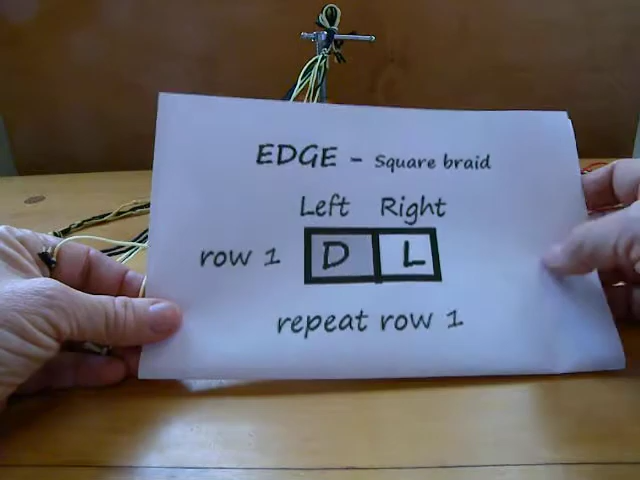 EDGE - Square braid
Left Right
row 1 D L
repeat row 1